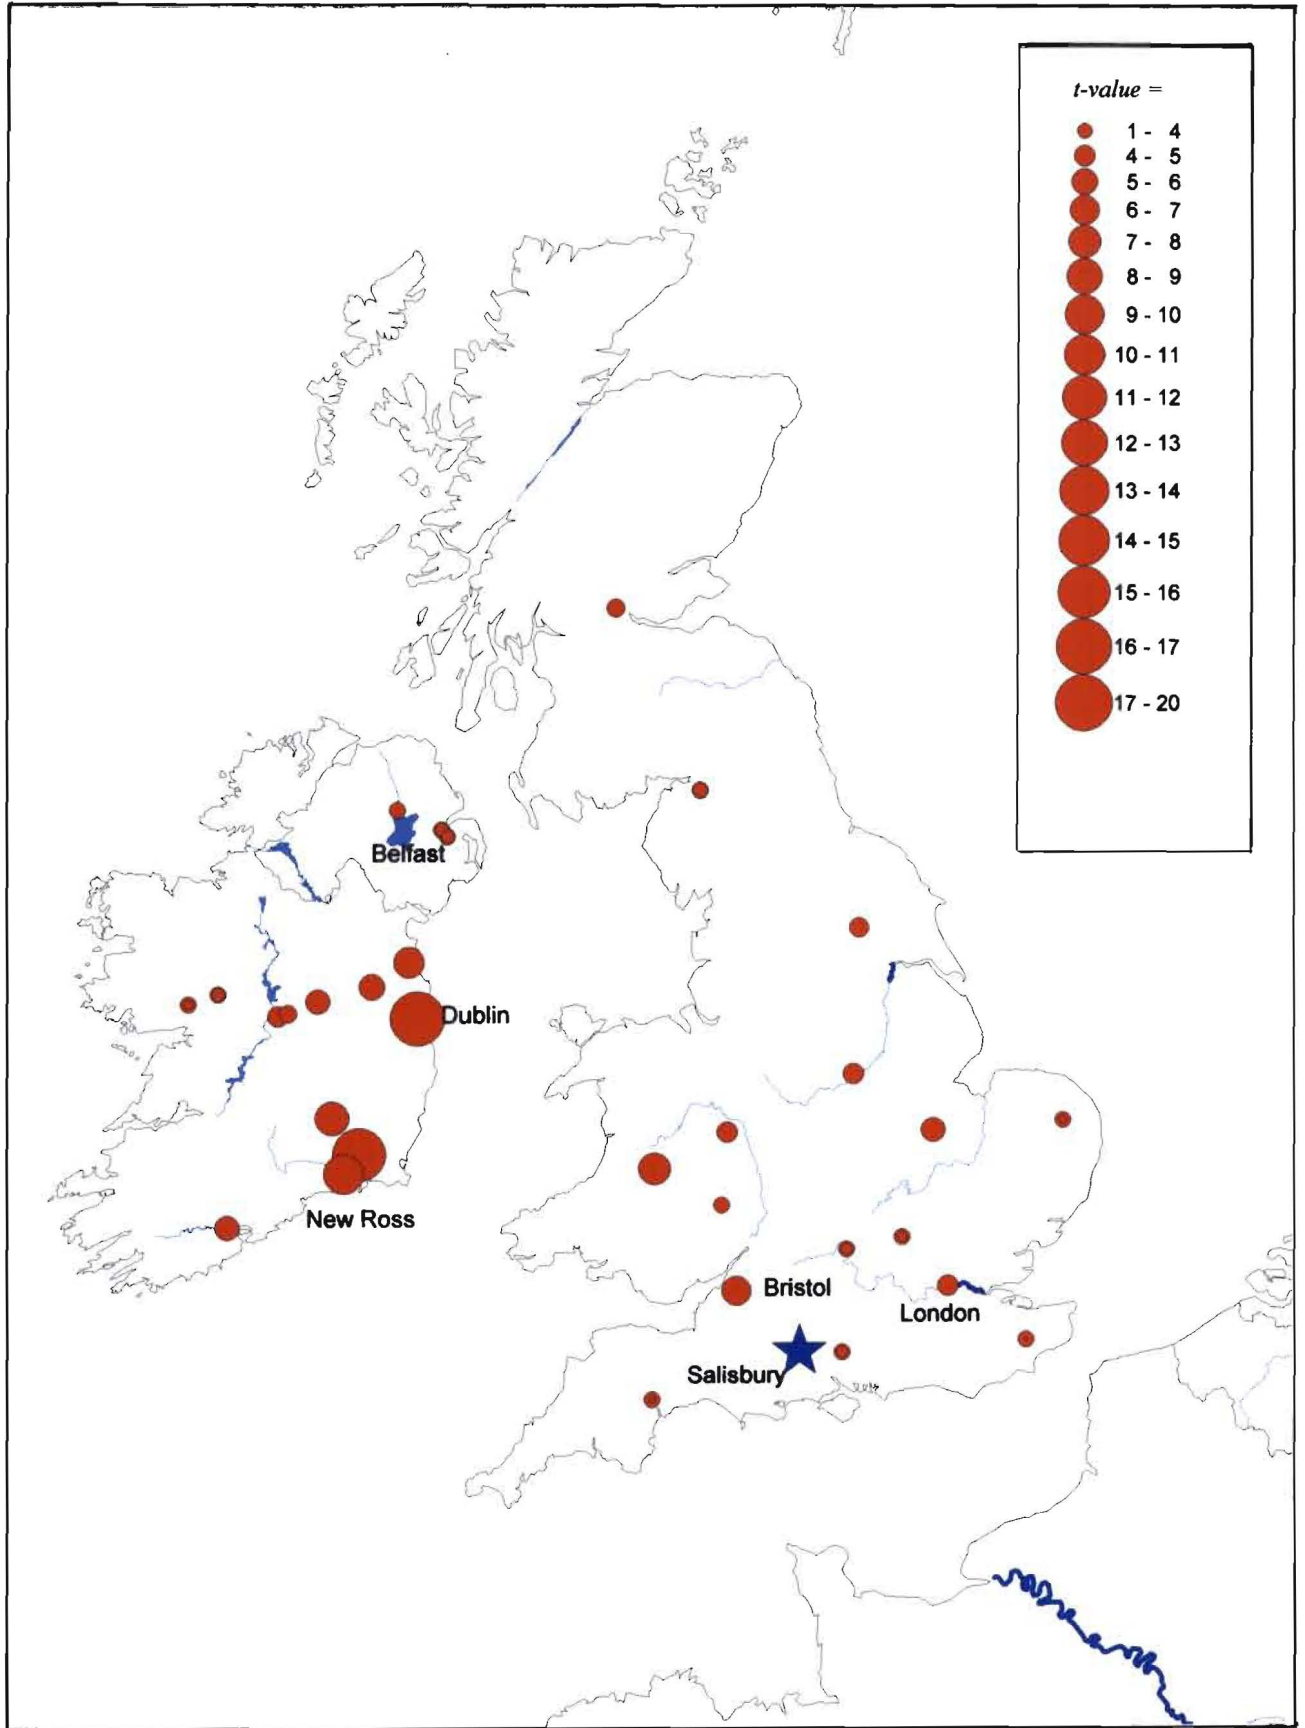 t-value =
1 - 4
4 - 5
5 - 6
6 - 7
7 - 8
8 - 9
9 - 10
10 - 11
11 - 12
12 - 13
13 - 14
14 - 15
15 - 16
16 - 17
17 - 20
Belfast
Dublin
New Ross
Bristol
London
Salisbury